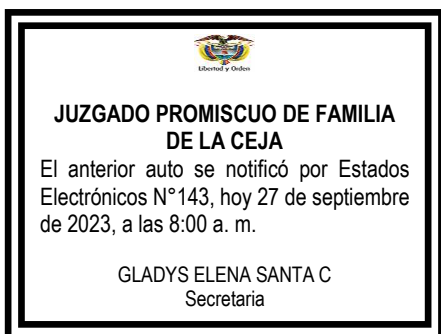 Libertad y Orden
JUZGADO PROMISCUO DE FAMILIA
DE LA CEJA
El anterior auto se notificó por Estados
Electrónicos N°143, hoy 27 de septiembre
de 2023, a las 8:00 a. m.
GLADYS ELENA SANTA C
Secretaria